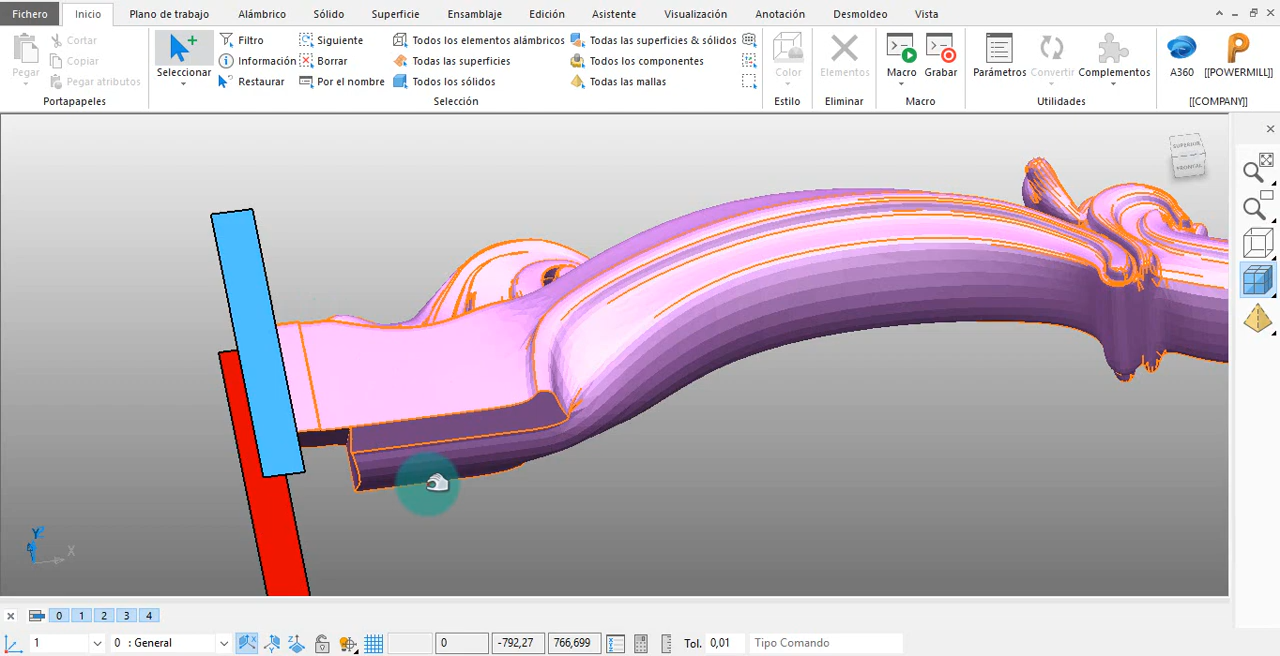 Fichero Inicio Plano de trabajo Alámbrico Sólido Superficie Ensamblaje Edición Asistente Visualización Anotación Desmoldeo Vista
Pegar
Cortar
Copiar
Pegar atributos
Portapapeles
Seleccionar
Filtro
Información
Restaurar
Siguiente
Borrar
Por el nombre
Todos los elementos alámbricos
Todas las superficies
Todos los sólidos
Todas las superficies & sólidos
Todos los componentes
Todas las mallas
Selección
Color
Estilo
Elementos
Eliminar
Macro Grabar
Macro
Parámetros Convertir Complementos
Utilidades
A360 [[POWERMILL]]
[[COMPANY]]
SUPERIOR
FRONTAL
Y
X
0 1 2 3 4
1 0 : General 0 -792,27 766,699 Tol. 0,01 Tipo Comando